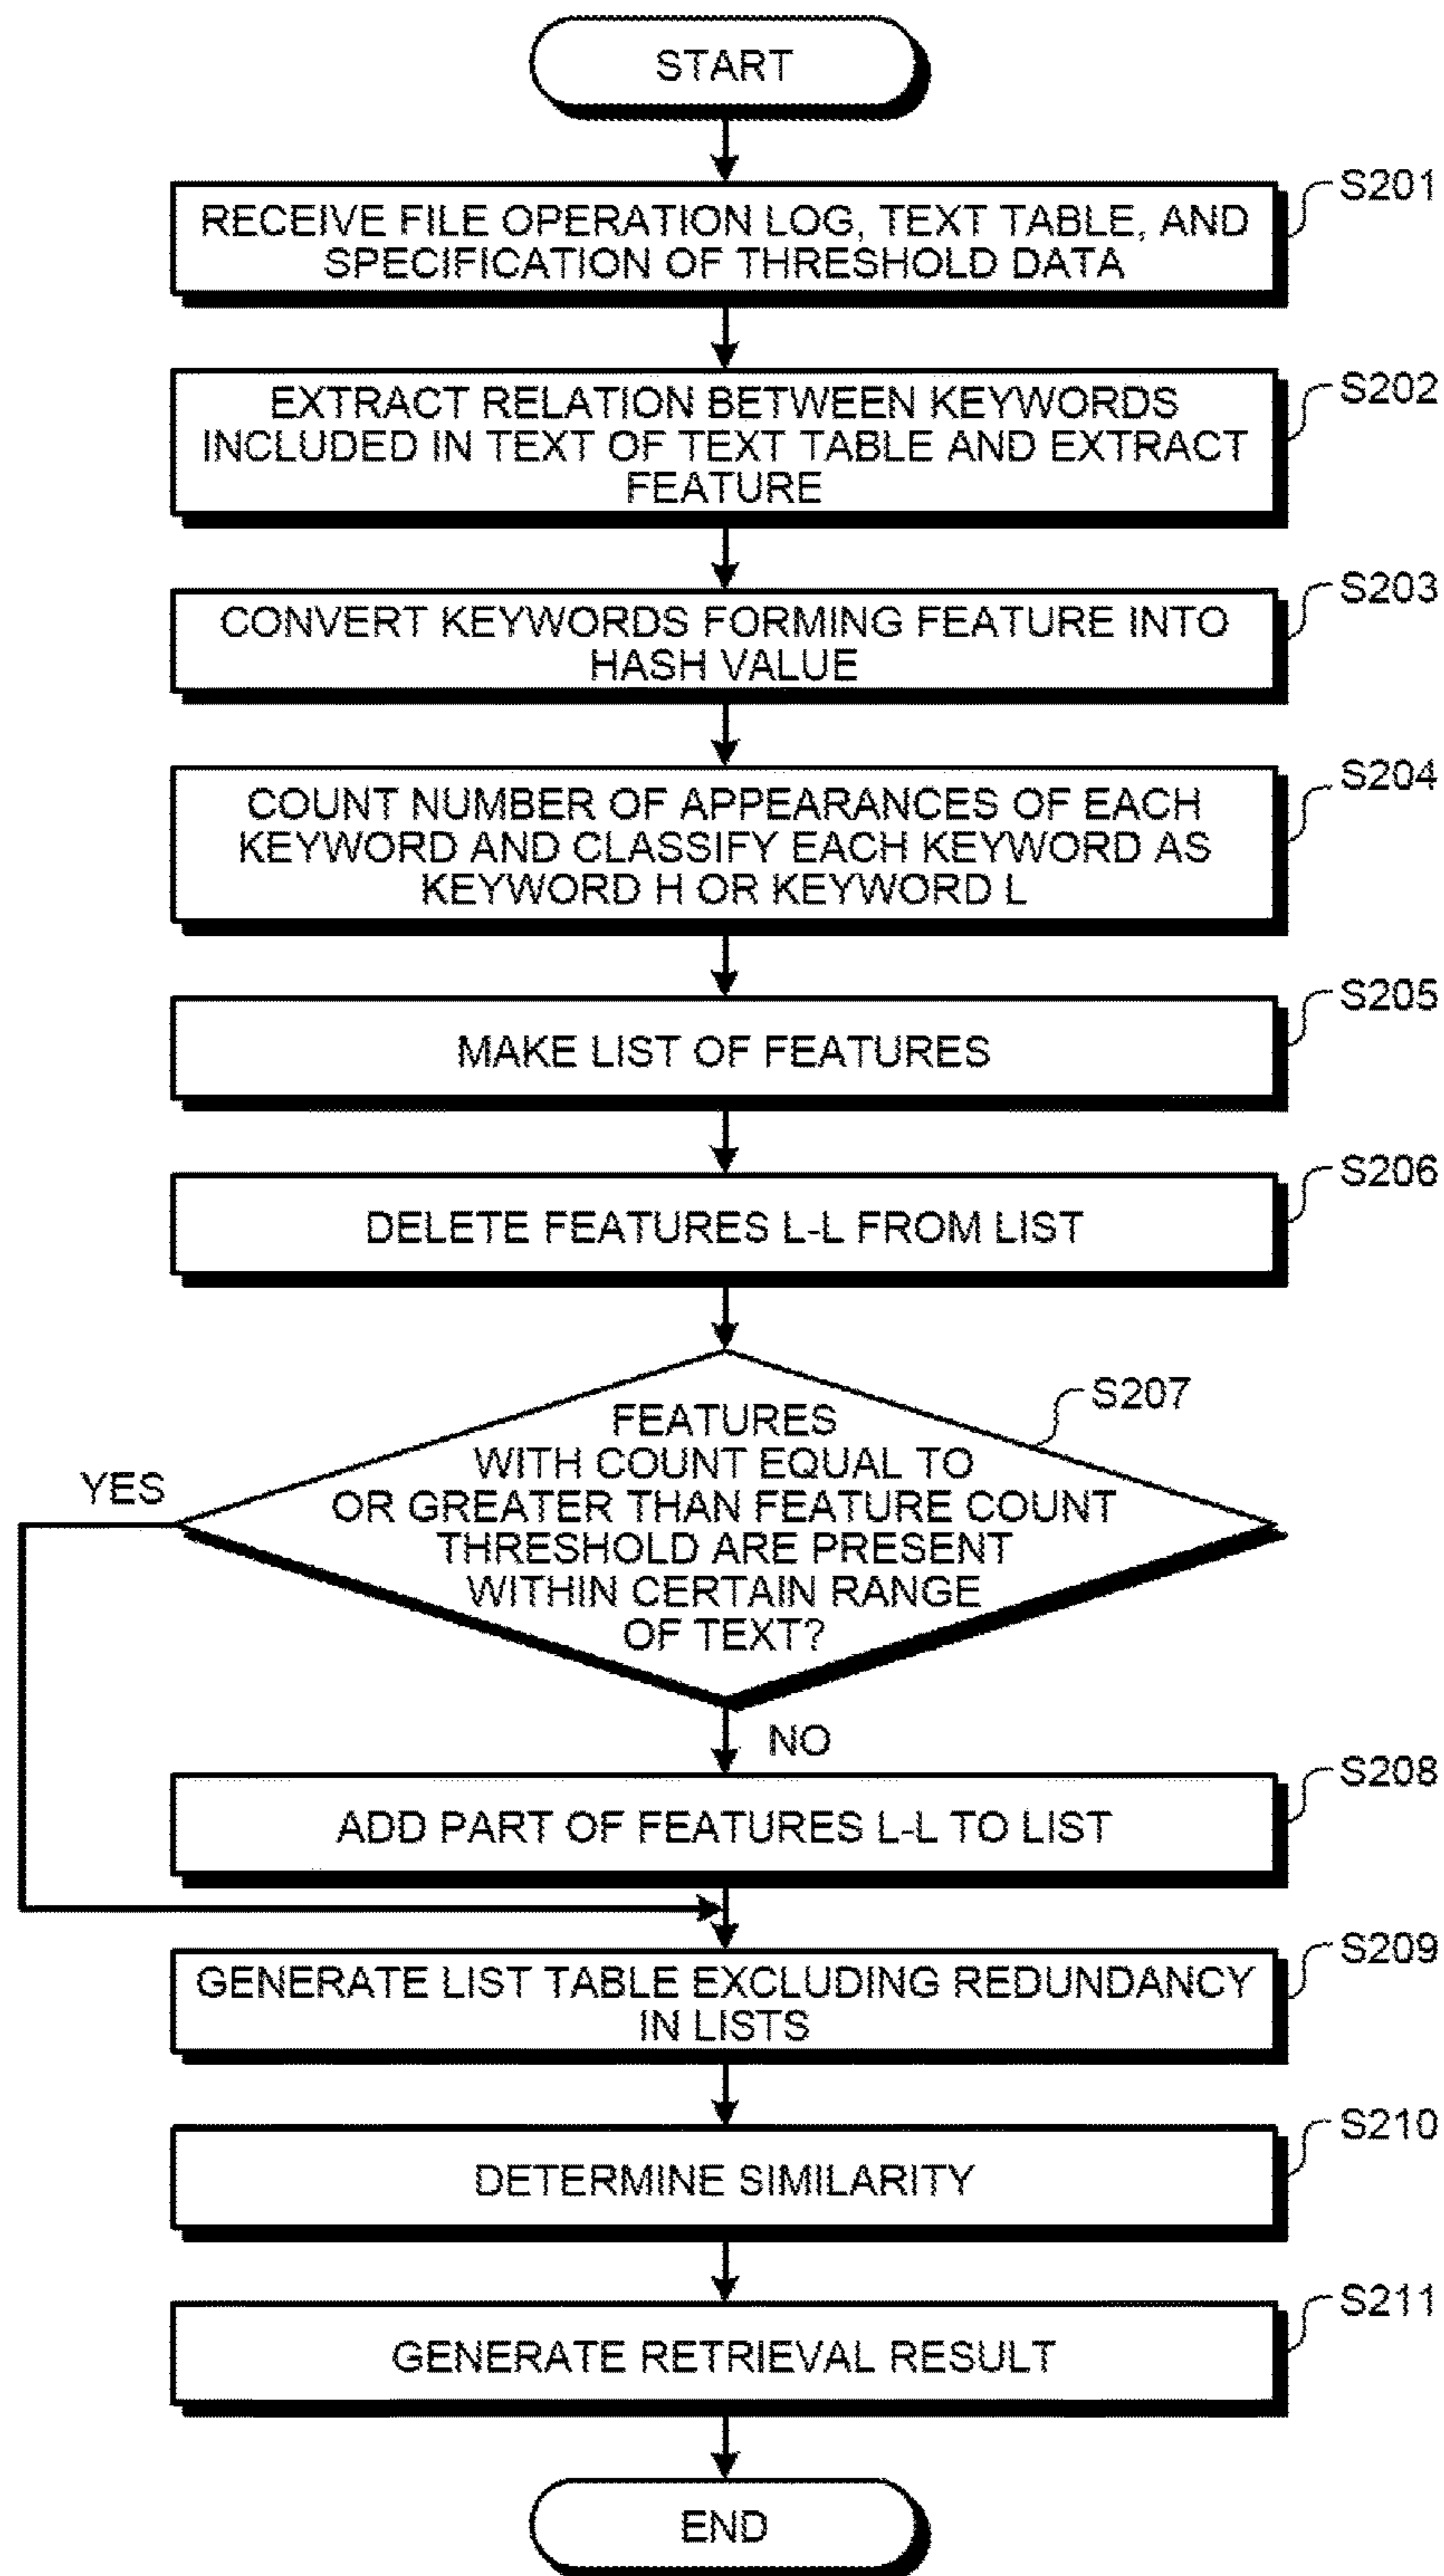 START
S201
RECEIVE FILE OPERATION LOG, TEXT TABLE, AND
SPECIFICATION OF THRESHOLD DATA
S202
EXTRACT RELATION BETWEEN KEYWORDS
INCLUDED IN TEXT OF TEXT TABLE AND EXTRACT
FEATURE
S203
CONVERT KEYWORDS FORMING FEATURE INTO
HASH VALUE
S204
COUNT NUMBER OF APPEARANCES OF EACH
KEYWORD AND CLASSIFY EACH KEYWORD AS
KEYWORD H OR KEYWORD L
S205
MAKE LIST OF FEATURES
S206
DELETE FEATURES L-L FROM LIST
S207
FEATURES
WITH COUNT EQUAL TO
OR GREATER THAN FEATURE COUNT
THRESHOLD ARE PRESENT
WITHIN CERTAIN RANGE
OF TEXT?
YES
NO
S208
ADD PART OF FEATURES L-L TO LIST
S209
GENERATE LIST TABLE EXCLUDING REDUNDANCY
IN LISTS
S210
DETERMINE SIMILARITY
S211
GENERATE RETRIEVAL RESULT
END